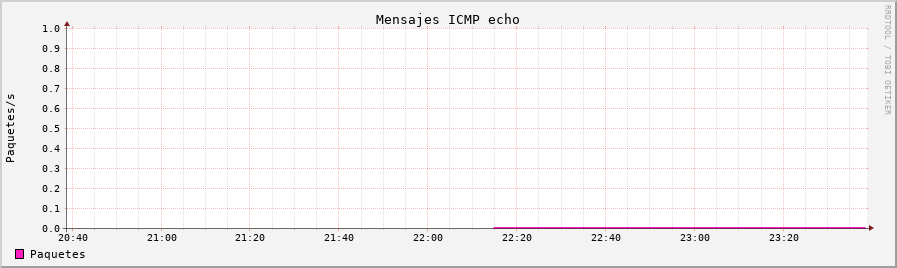 Mensajes ICMP echo
RRDTOOL / TOBI OETIKER
Paquetes/s
1.0
0.9
0.8
0.7
0.6
0.5
0.4
0.3
0.2
0.1
0.0
20:40 21:00 21:20 21:40 22:00 22:20 22:40 23:00 23:20
Paquetes